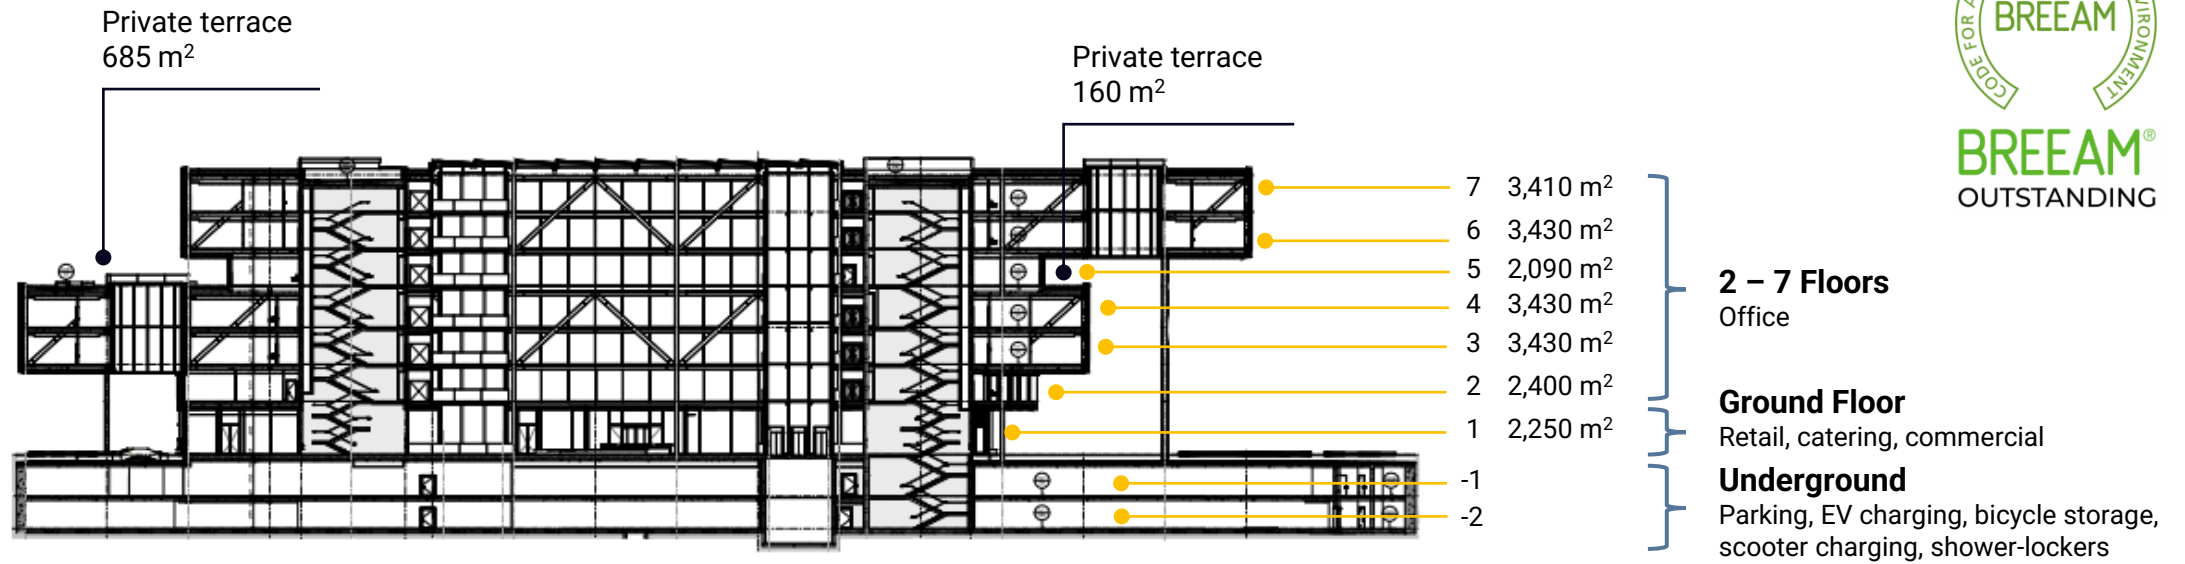 Private terrace
685 m²
Private terrace
160 m²
BREEAM
CODE FOR A
VIRONMENT
BREEAM®
OUTSTANDING
7 3,410 m²
6 3,430 m²
5 2,090 m²
4 3,430 m²
3 3,430 m²
2 2,400 m²
1 2,250 m²
-1
-2
2 – 7 Floors
Office
Ground Floor
Retail, catering, commercial
Underground
Parking, EV charging, bicycle storage,
scooter charging, shower-lockers